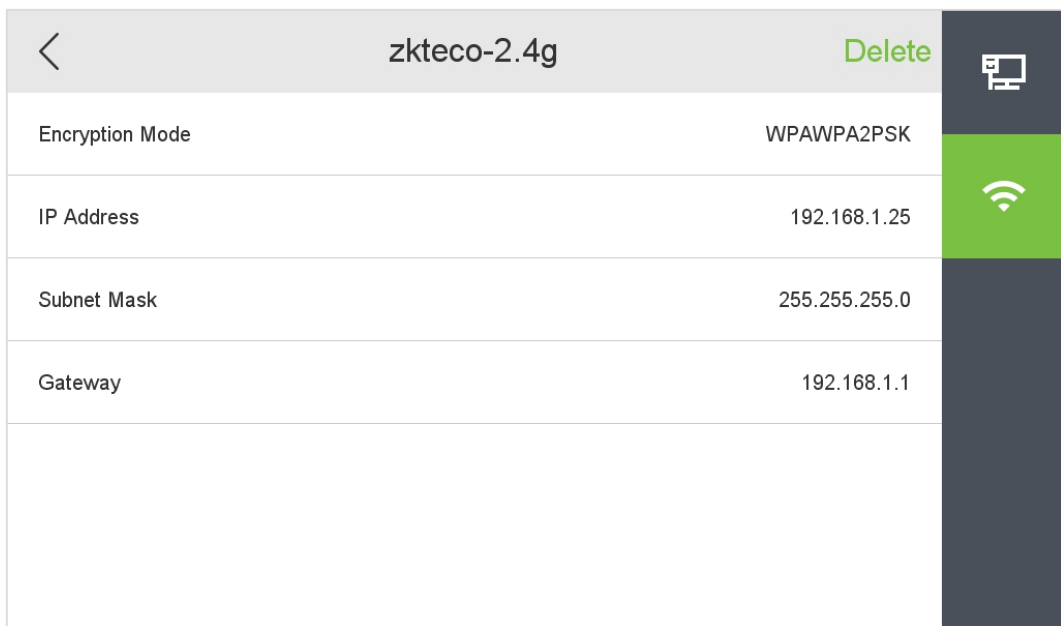 zkteco-2.4g Delete
Encryption Mode WPAWPA2PSK
IP Address 192.168.1.25
Subnet Mask 255.255.255.0
Gateway 192.168.1.1